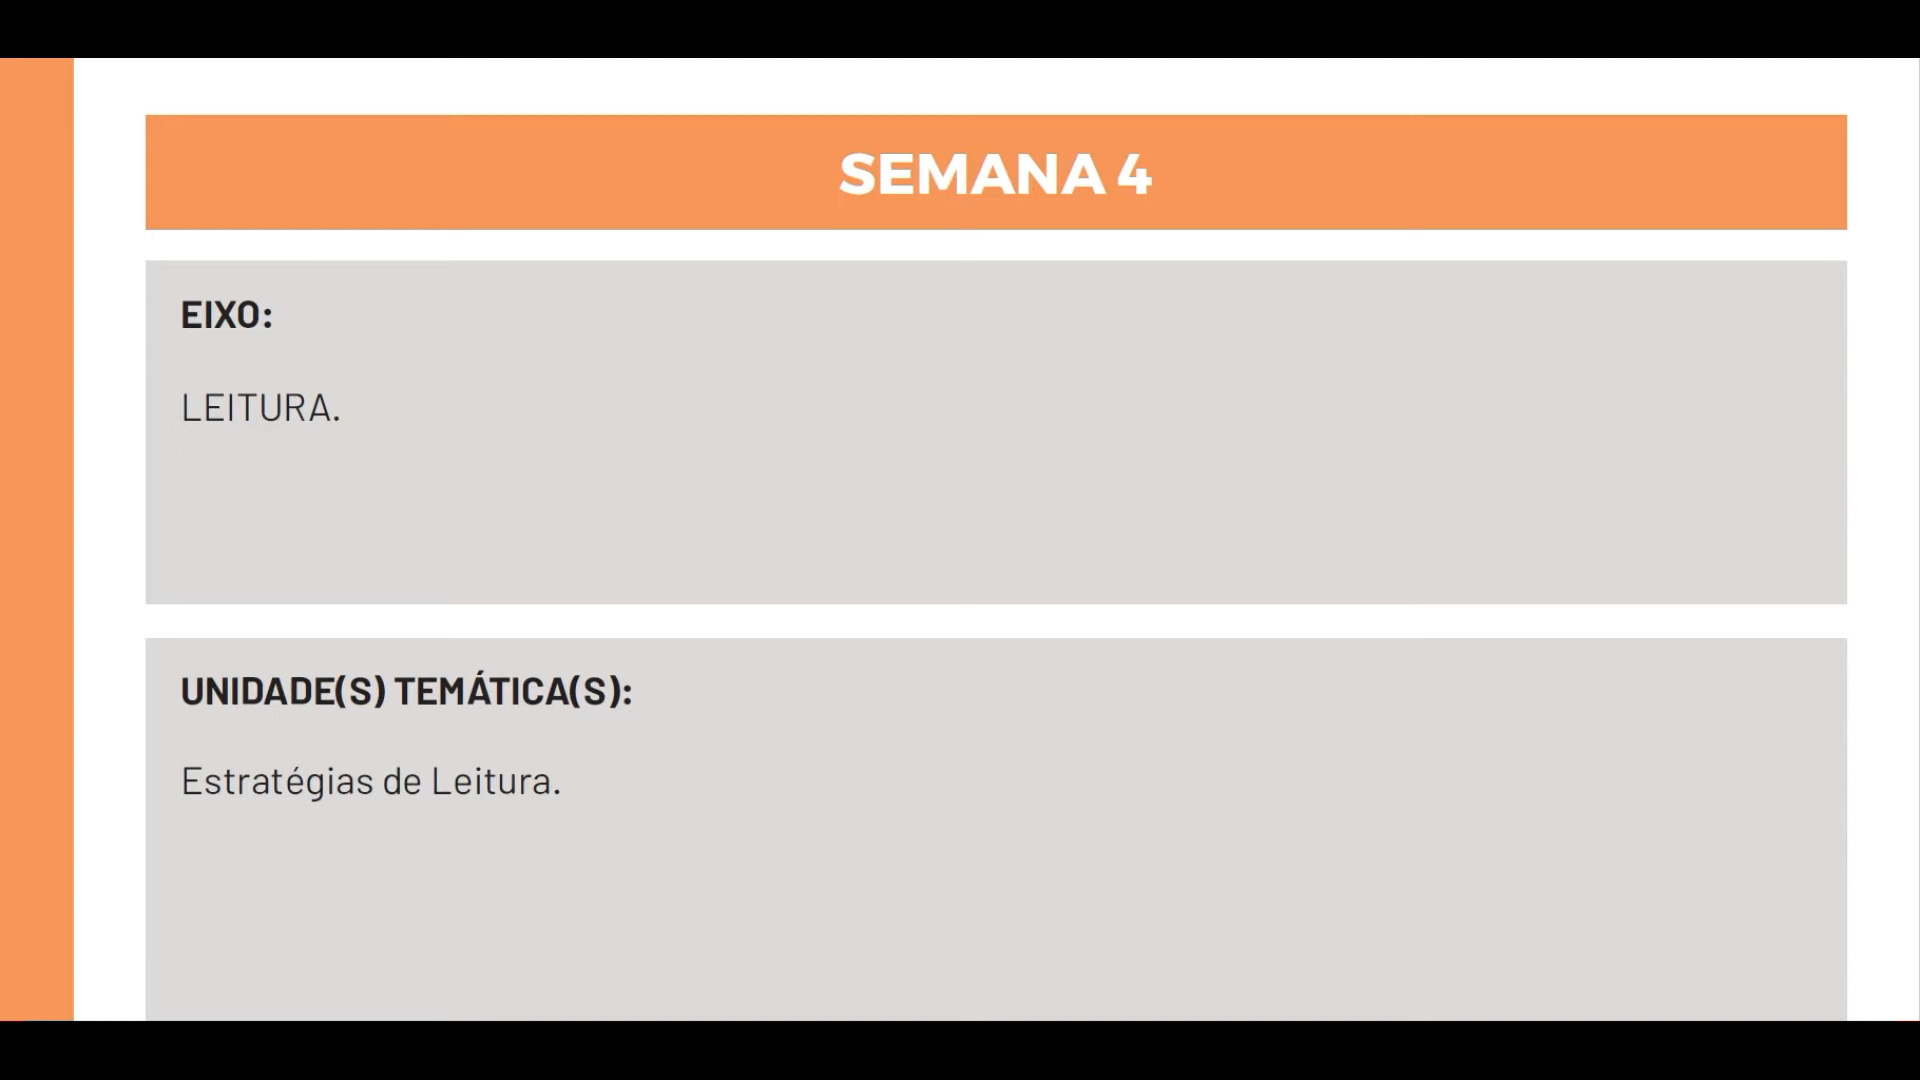 SEMANA 4
EIXO:
LEITURA.
UNIDADE(S) TEMÁTICA(S):
Estratégias de Leitura.